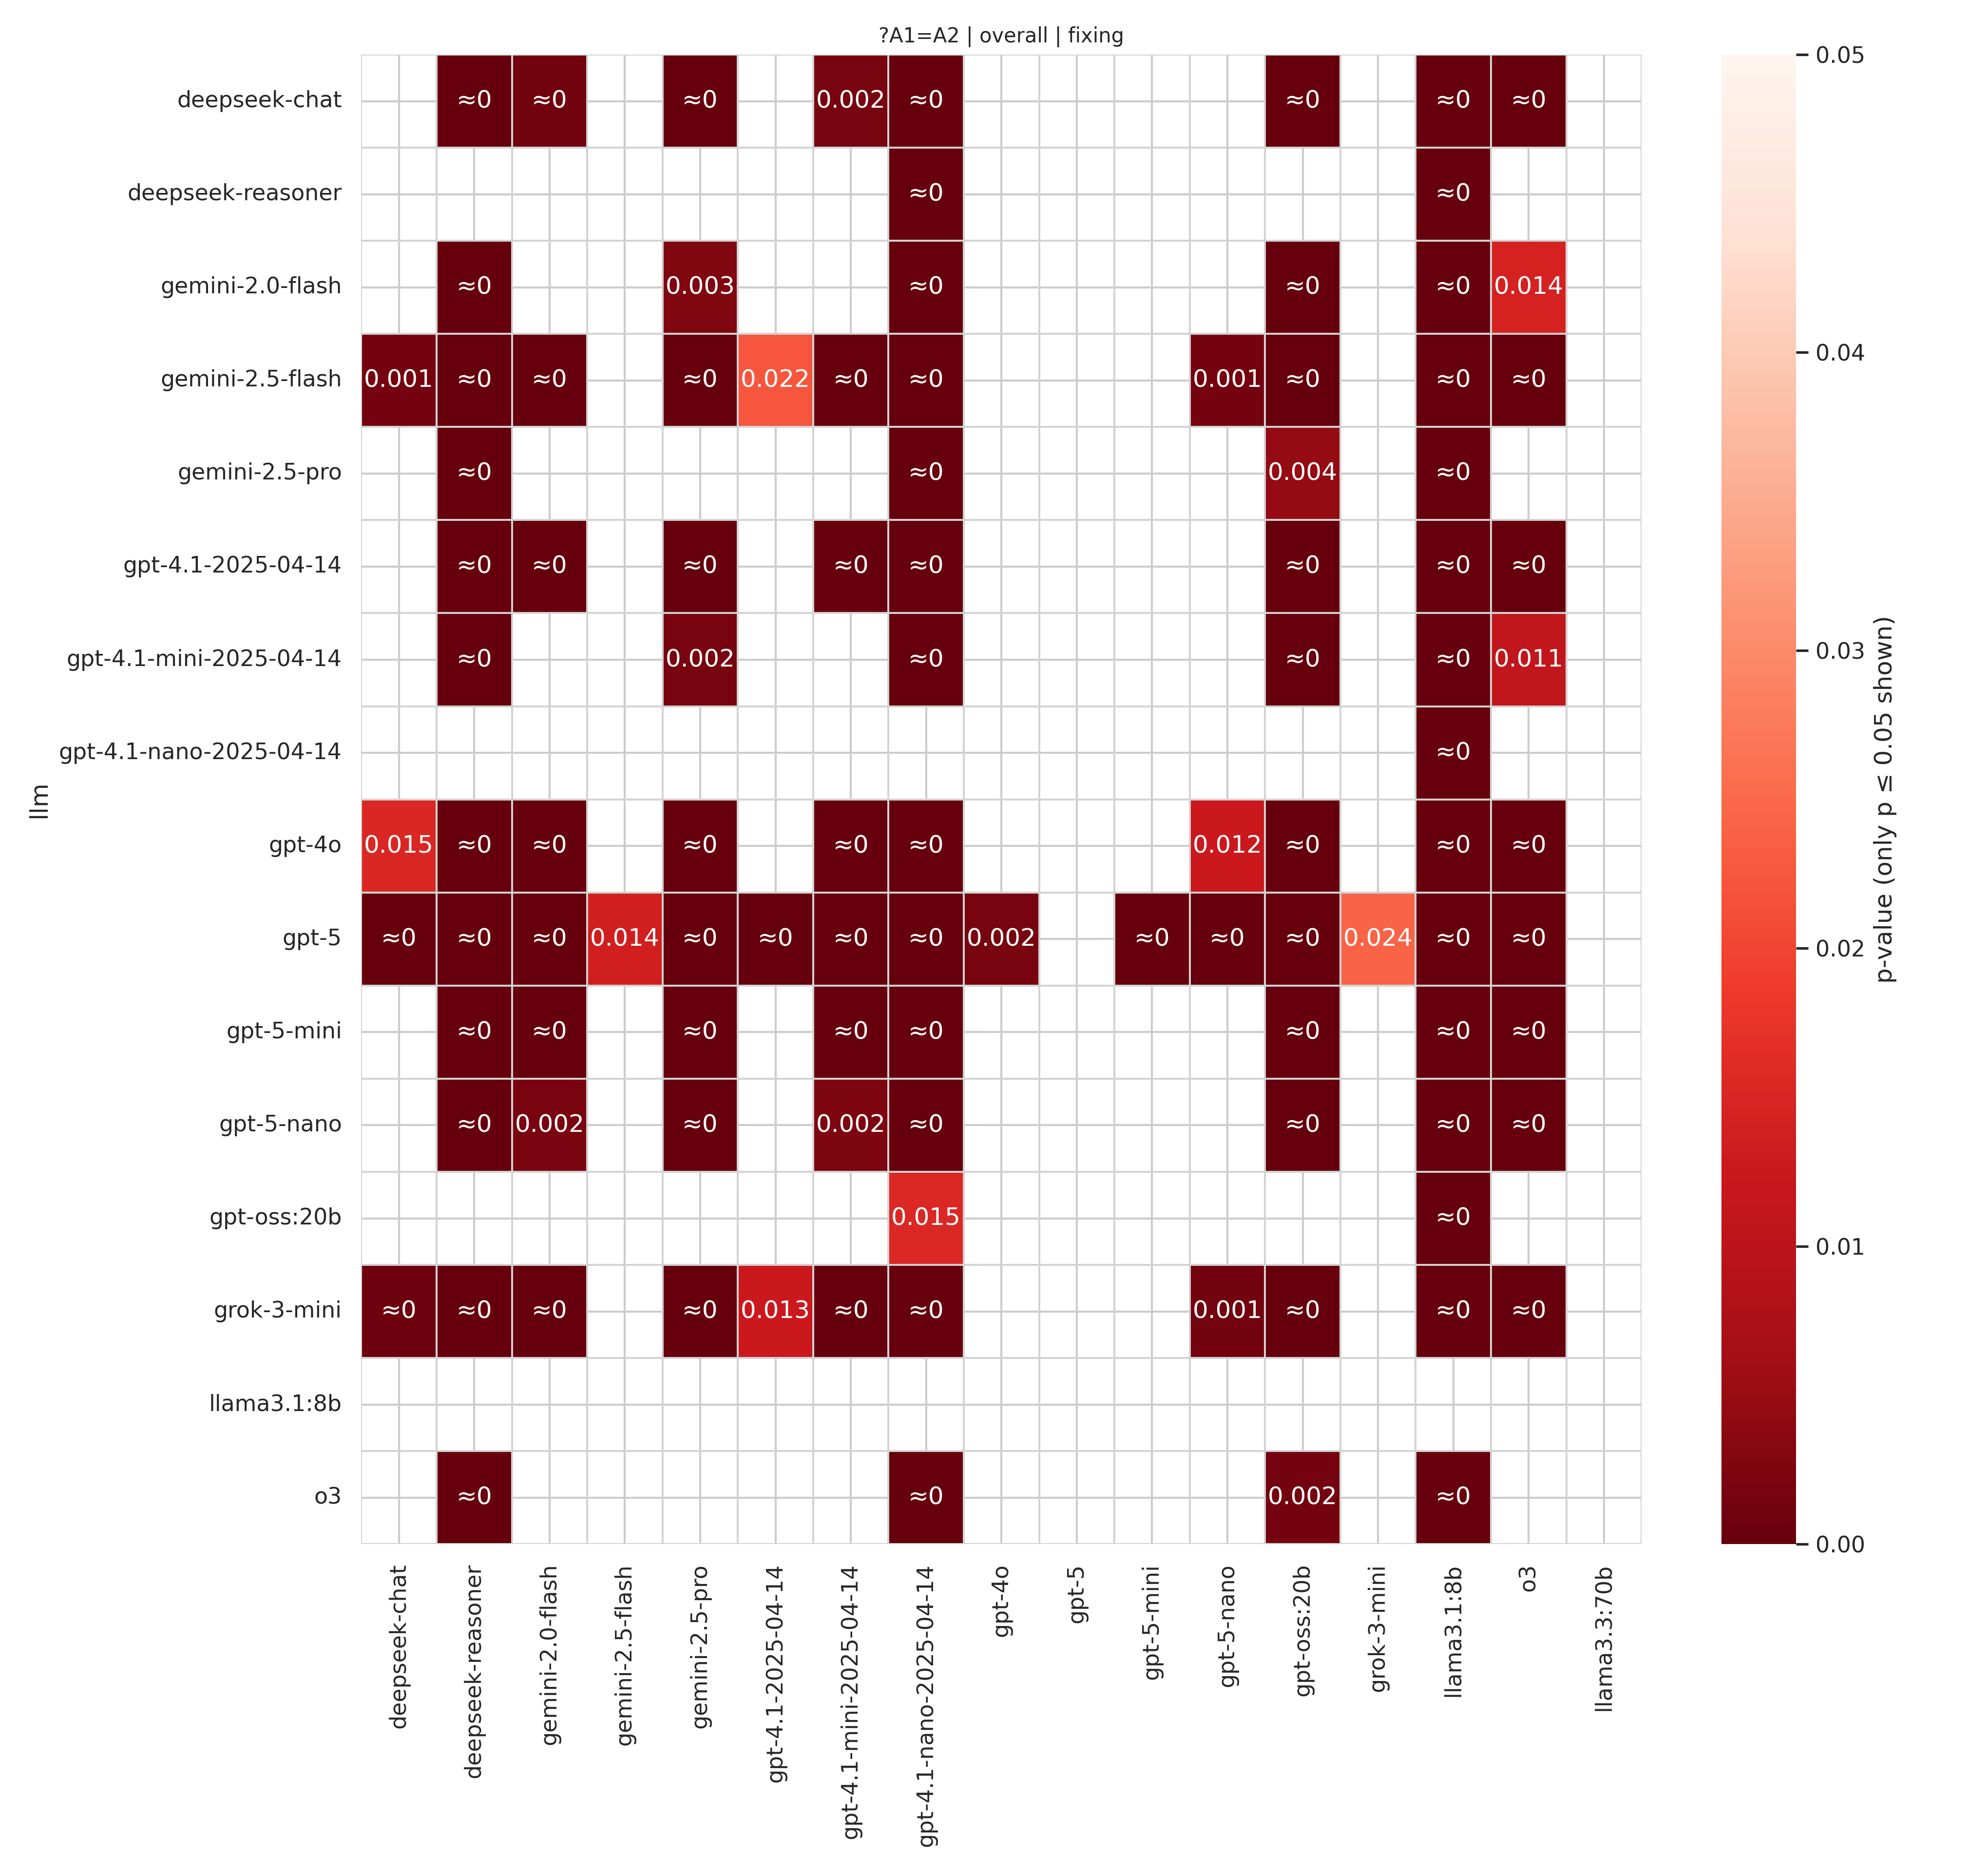 ?A1=A2 | overall | fixing
deepseek-chat ≈0 ≈0 ≈0 0.002 ≈0 ≈0 ≈0 ≈0
deepseek-reasoner ≈0 ≈0
gemini-2.0-flash ≈0 0.003 ≈0 ≈0 ≈0 0.014
gemini-2.5-flash 0.001 ≈0 ≈0 ≈0 0.022 ≈0 ≈0 0.001 ≈0 ≈0 ≈0
gemini-2.5-pro ≈0 ≈0 0.004 ≈0
gpt-4.1-2025-04-14 ≈0 ≈0 ≈0 ≈0 ≈0 ≈0 ≈0 ≈0
gpt-4.1-mini-2025-04-14 ≈0 0.002 ≈0 ≈0 ≈0 0.011
gpt-4.1-nano-2025-04-14 ≈0
gpt-4o 0.015 ≈0 ≈0 ≈0 ≈0 ≈0 0.012 ≈0 ≈0 ≈0
gpt-5 ≈0 ≈0 ≈0 0.014 ≈0 ≈0 ≈0 ≈0 0.002 ≈0 ≈0 ≈0 0.024 ≈0 ≈0
gpt-5-mini ≈0 ≈0 ≈0 ≈0 ≈0 ≈0 ≈0 ≈0
gpt-5-nano ≈0 0.002 ≈0 0.002 ≈0 ≈0 ≈0 ≈0
gpt-oss:20b 0.015 ≈0
grok-3-mini ≈0 ≈0 ≈0 ≈0 0.013 ≈0 ≈0 0.001 ≈0 ≈0 ≈0
llama3.1:8b
o3 ≈0 ≈0 0.002 ≈0
llm
deepseek-chat
deepseek-reasoner
gemini-2.0-flash
gemini-2.5-flash
gemini-2.5-pro
gpt-4.1-2025-04-14
gpt-4.1-mini-2025-04-14
gpt-4.1-nano-2025-04-14
gpt-4o
gpt-5
gpt-5-mini
gpt-5-nano
gpt-oss:20b
grok-3-mini
llama3.1:8b
o3
llama3.3:70b
0.05
0.04
0.03
0.02
0.01
0.00
p-value (only p ≤ 0.05 shown)